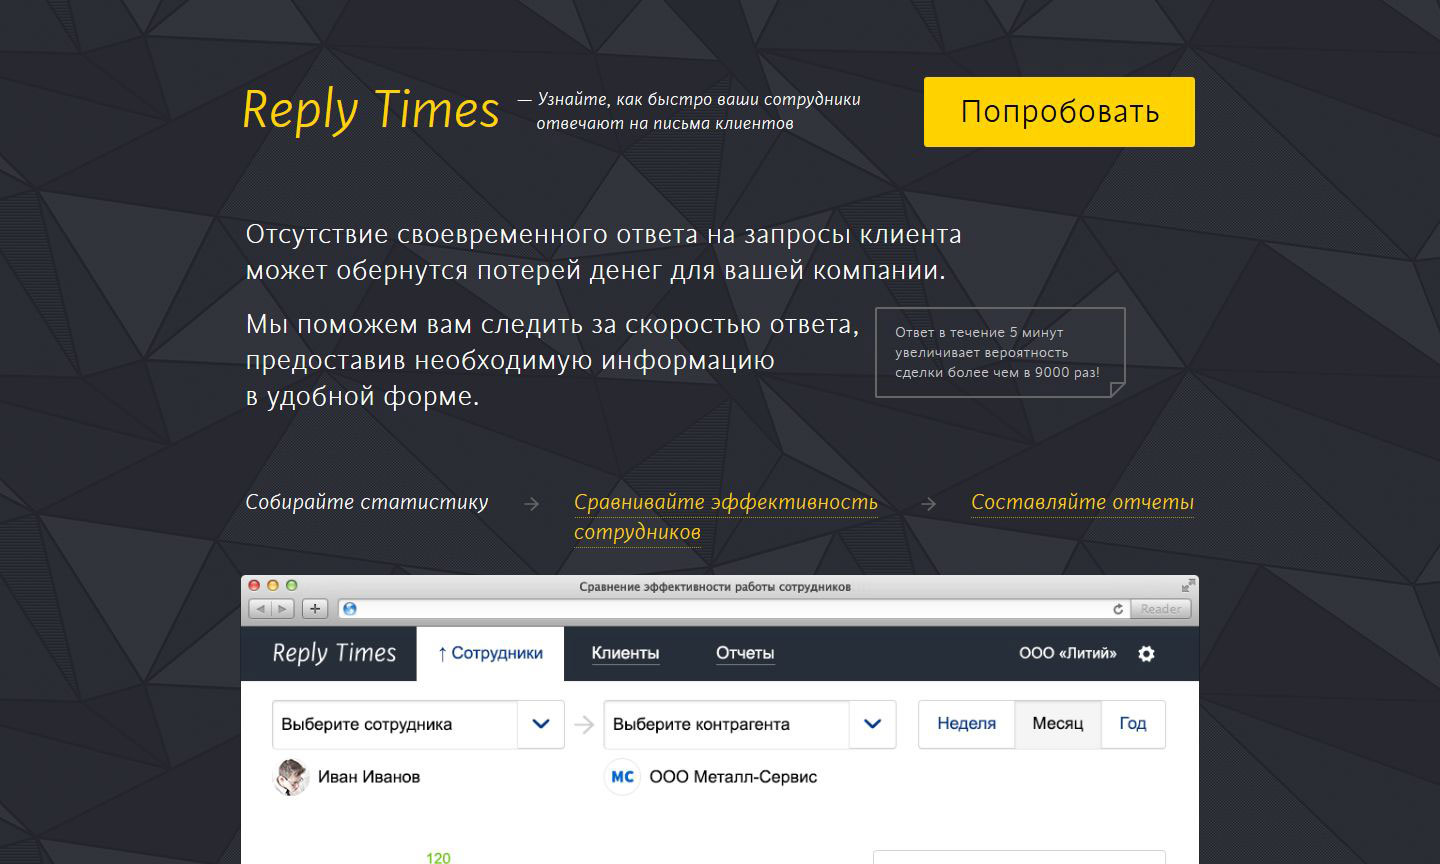 Reply Times
— Узнайте, как быстро ваши сотрудники
отвечают на письма клиентов
Попробовать
Отсутствие своевременного ответа на запросы клиента
может обернутся потерей денег для вашей компании.
Мы поможем вам следить за скоростью ответа,
предоставив необходимую информацию
в удобной форме.
Ответ в течение 5 минут
увеличивает вероятность
сделки более чем в 9000 раз!
Собирайте статистику → Сравнивайте эффективность
сотрудников
→ Составляйте отчеты
Сравнение эффективности работы сотрудников
Reader
Reply Times
↑ Сотрудники
Клиенты
Отчеты
ООО «Литий»
Выберите сотрудника
Выберите контрагента
Неделя
Месяц
Год
Иван Иванов
МС
ООО Металл-Сервис
120